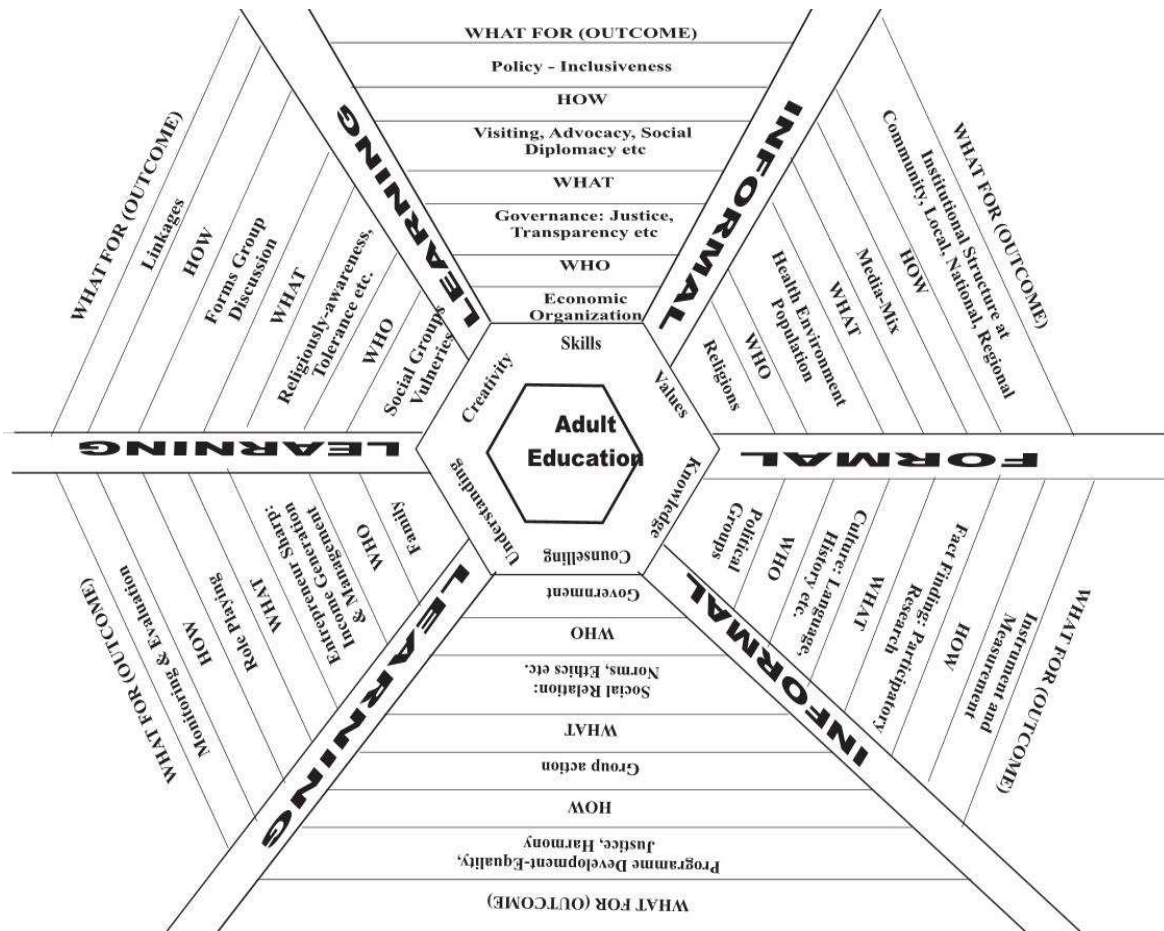 WHAT FOR (OUTCOME)
Policy - Inclusiveness
HOW
Visiting, Advocacy, Social
Diplomacy etc
WHAT
Governance: Justice,
Transparency etc
WHO
Economic
Organization
Skills
INFORMAL
WHAT FOR (OUTCOME)
Institutional Structure at
Community, Local, National, Regional
HOW
Media-Mix
WHAT
Health Environment
Population
WHO
Religions
Values
FORMAL
WHAT FOR (OUTCOME)
Instrument and
Measurement
HOW
Fact Finding: Participatory
Research
WHAT
Culture: Language,
History etc.
WHO
Political
Groups
Knowledge
INFORMAL
Counselling
Government
WHO
Social Relation:
Norms, Ethics etc
WHAT
Group action
HOW
Programme Development-Equality,
Justice, Harmony
WHAT FOR (OUTCOME)
LEARNING
Understanding
Family
WHO
Entrepreneur Sharp:
Income Generation
& Management
WHAT
Role Playing
HOW
Monitoring & Evaluation
WHAT FOR (OUTCOME)
LEARNING
WHAT FOR (OUTCOME)
Linkages
HOW
Forms Group
Discussion
WHAT
Religiously-awareness,
Tolerance etc.
WHO
Social Groups
Vulneries
Creativity
LEARNING
Adult
Education